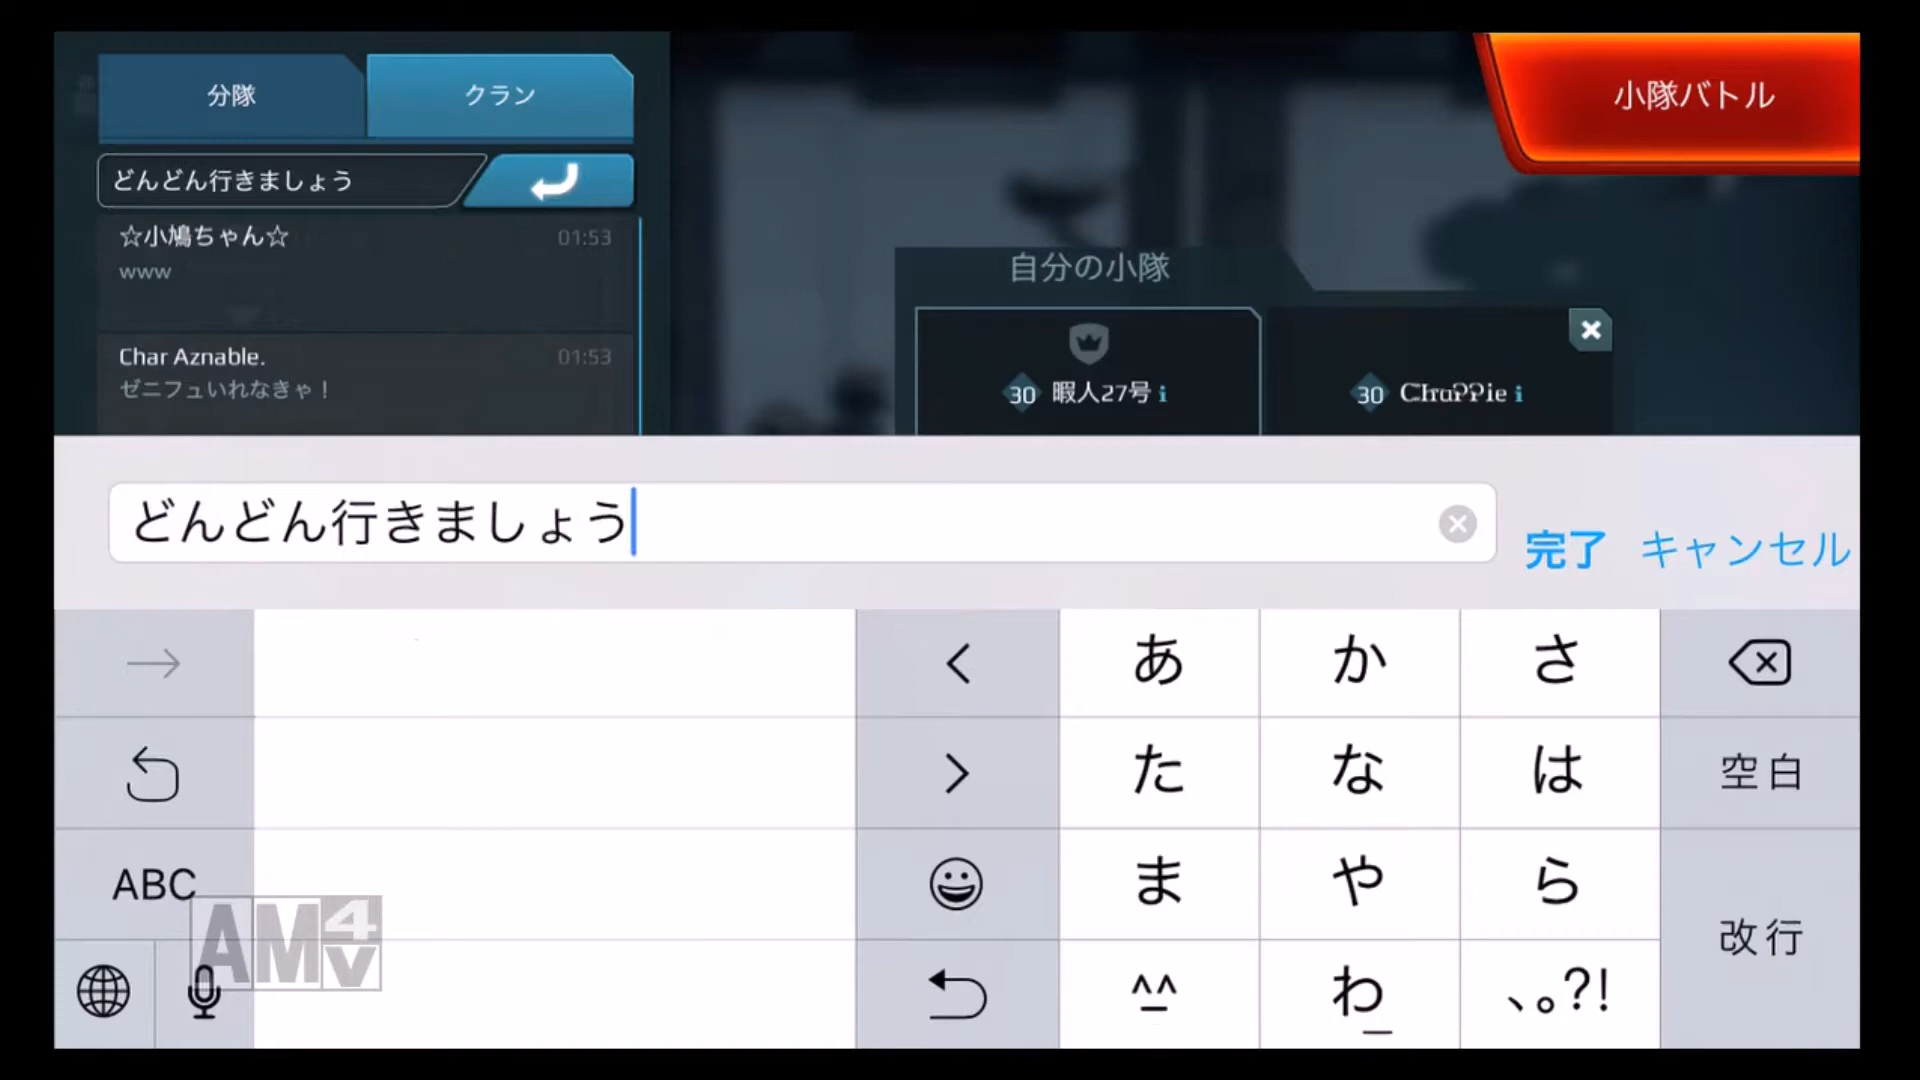 分隊
クラン
小隊バトル
どんどん行きましょう
☆小鳩ちゃん☆ 01:53
www
Char Aznable. 01:53
ゼニフュいれなきゃ！
自分の小隊
30 暇人27号 i
30 i
どんどん行きましょう
完了 キャンセル
あ か さ
た な は 空白
ABC ま や ら
改行
^_^ わ_ 、。?!
AM4V